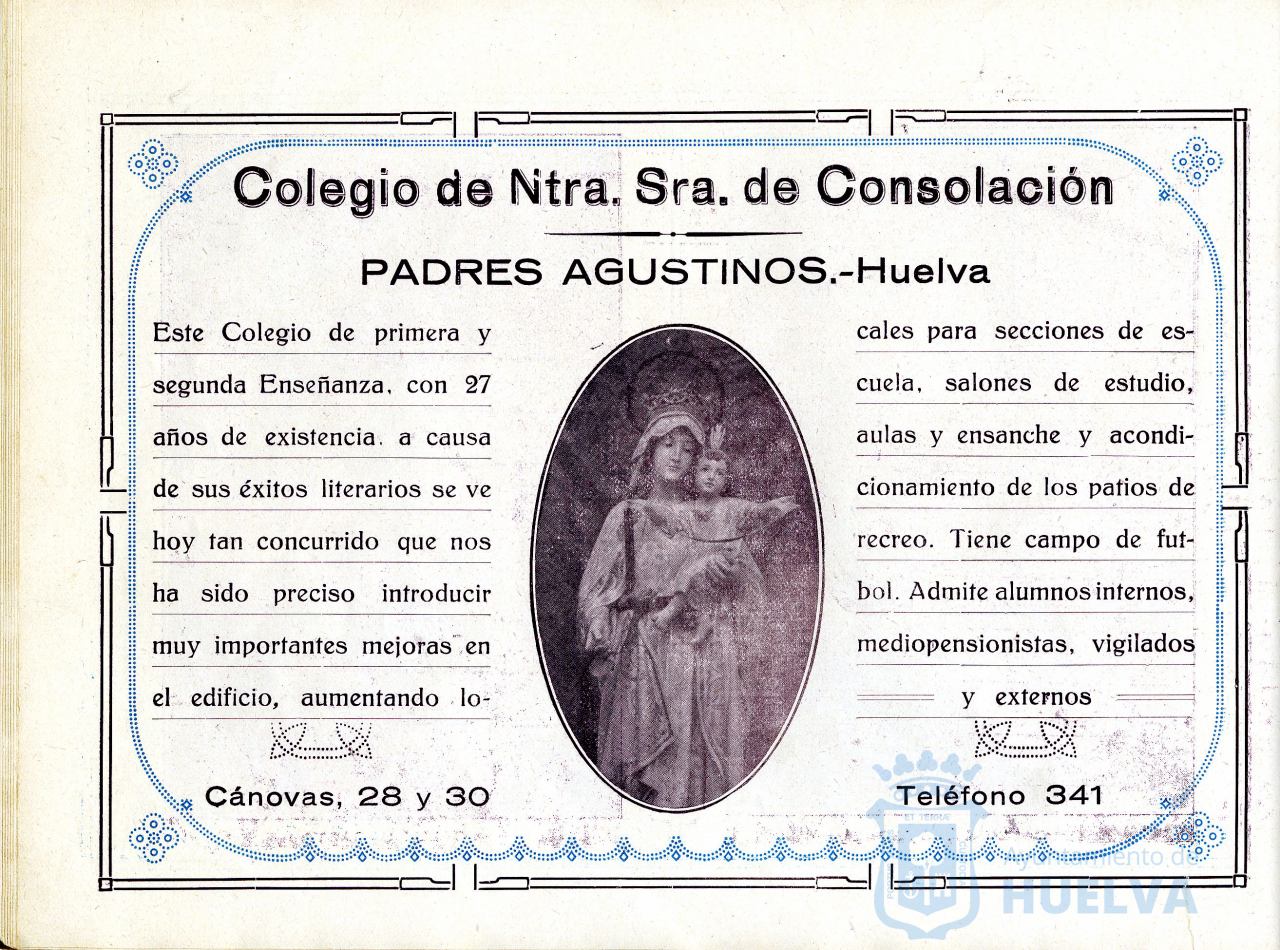 Colegio de Ntra. Sra. de Consolación
PADRES AGUSTINOS.-Huelva
Este Colegio de primera y
segunda Enseñanza, con 27
años de existencia. a causa
de sus éxitos literarios se ve
hoy tan concurrido que nos
ha sido preciso introducir
muy importantes mejoras en
el edificio, aumentando lo-
cales para secciones de es-
cuela, salones de estudio,
aulas y ensanche y acondi-
cionamiento de los patios de
recreo. Tiene campo de fut-
bol. Admite alumnos internos,
mediopensionistas, vigilados
y externos
Cánovas, 28 y 30
Teléfono 341
ET TERRÆ
Ayuntamiento de
HUELVA